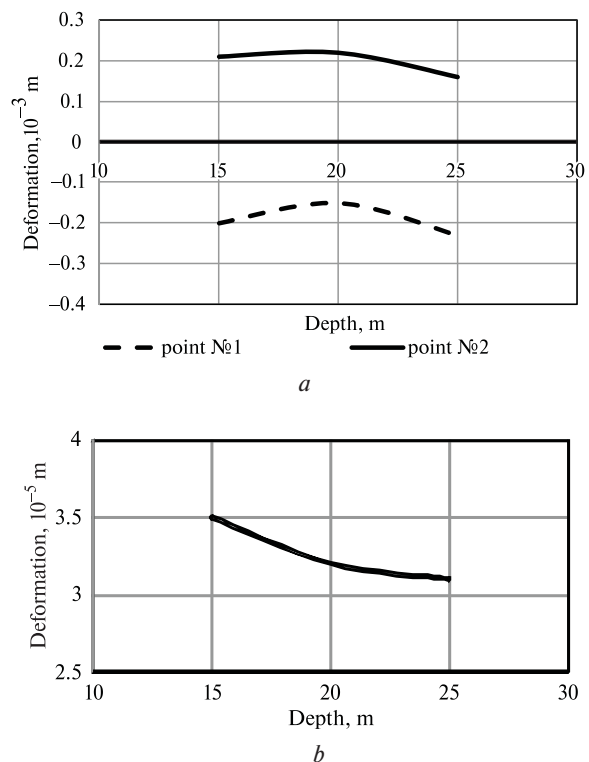 0.3
0.2
0.1
0
10 15 20 25 30
–0.1
–0.2
–0.3
–0.4
Deformation,10⁻³ m
Depth, m
point №1 point №2
a
4
3.5
3
2.5
10 15 20 25 30
Deformation, 10⁻⁵ m
Depth, m
b